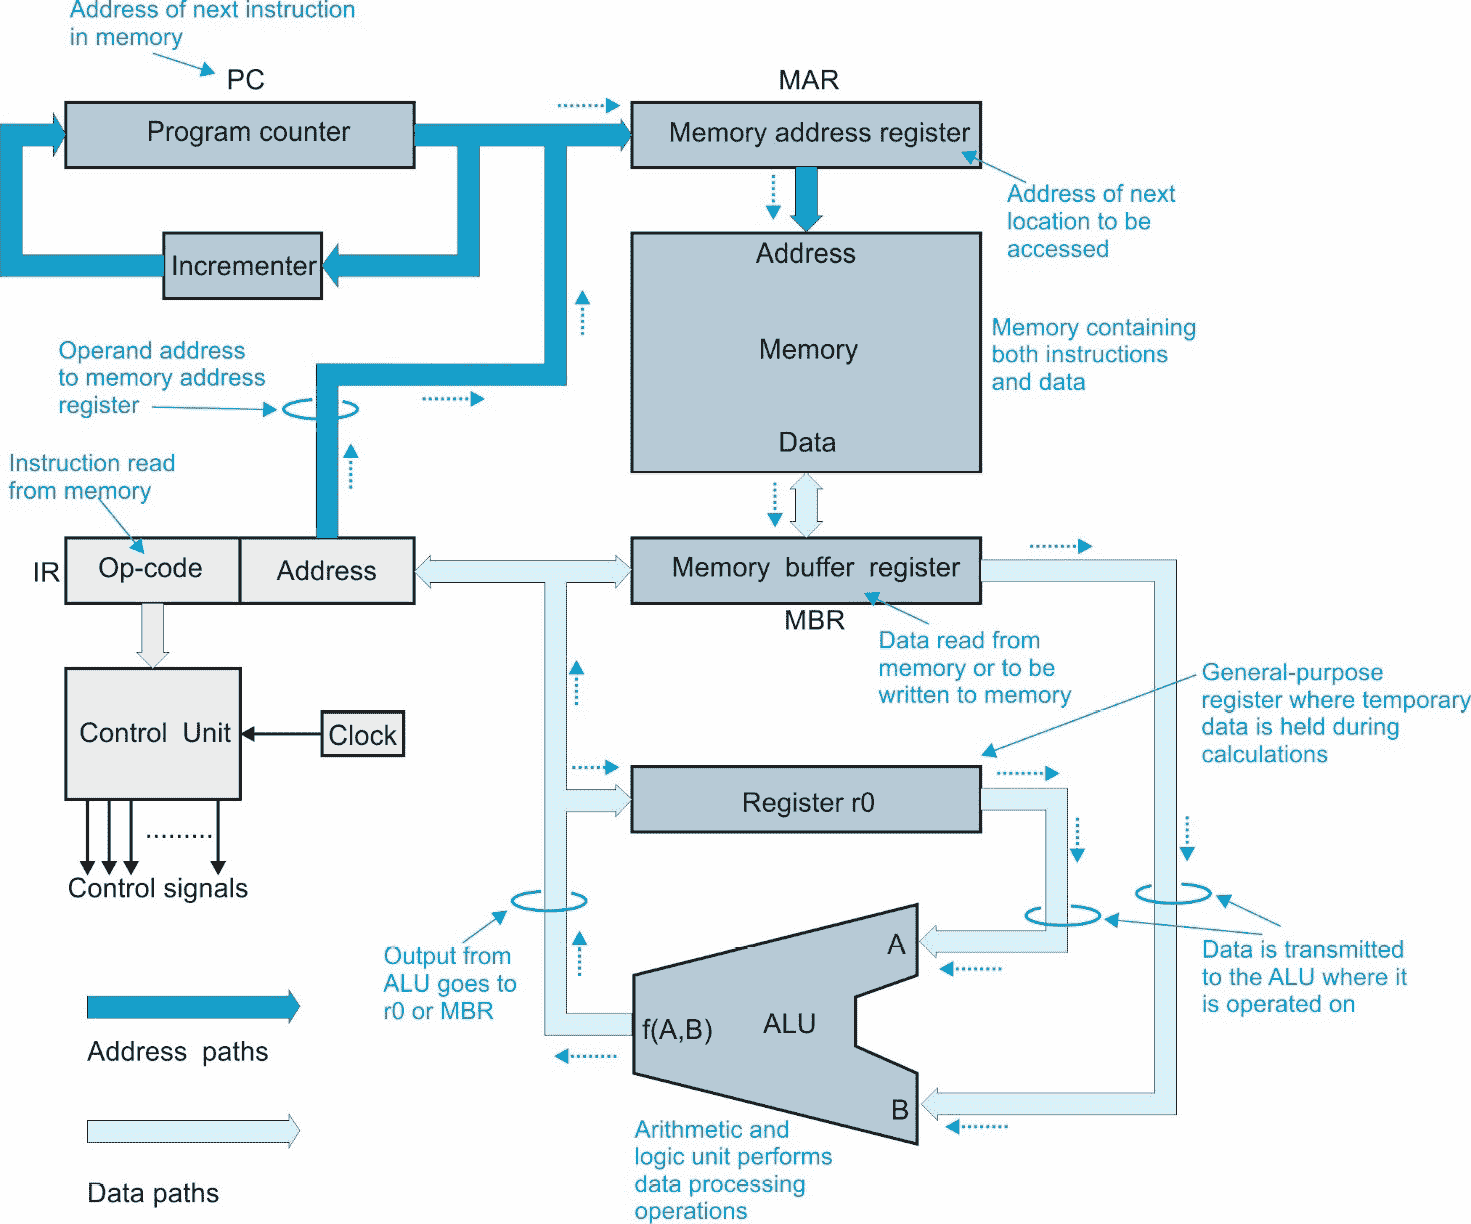 Address of next instruction
in memory
PC
MAR
Program counter
Memory address register
Address of next
location to be
accessed
Incrementer
Address
Memory
Data
Memory containing
both instructions
and data
Operand address
to memory address
register
Instruction read
from memory
IR
Op-code
Address
Memory buffer register
MBR
Data read from
memory or to be
written to memory
General-purpose
register where temporary
data is held during
calculations
Control Unit
Clock
Control signals
Register r0
Output from
ALU goes to
r0 or MBR
A
f(A,B)
ALU
B
Data is transmitted
to the ALU where it
is operated on
Arithmetic and
logic unit performs
data processing
operations
Address paths
Data paths